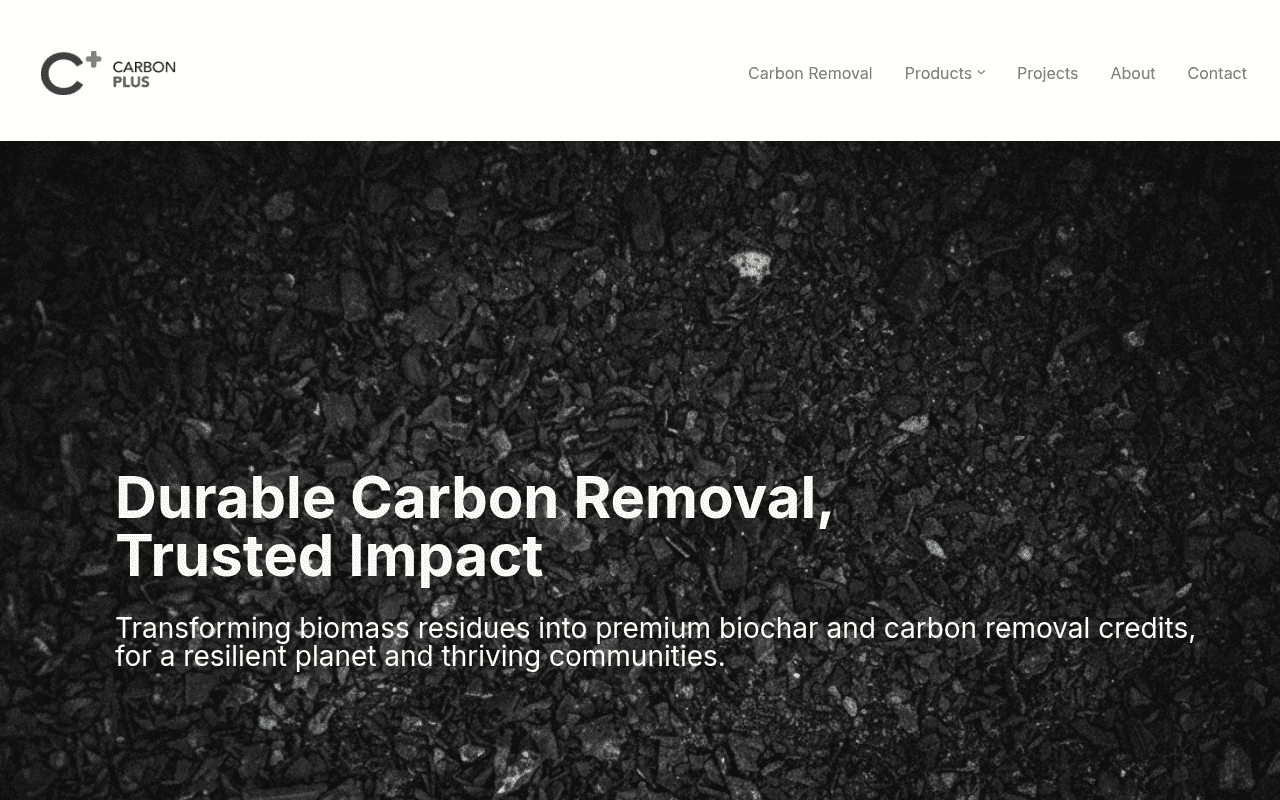 C+ CARBON
PLUS
Carbon Removal Products Projects About Contact
Durable Carbon Removal,
Trusted Impact
Transforming biomass residues into premium biochar and carbon removal credits,
for a resilient planet and thriving communities.